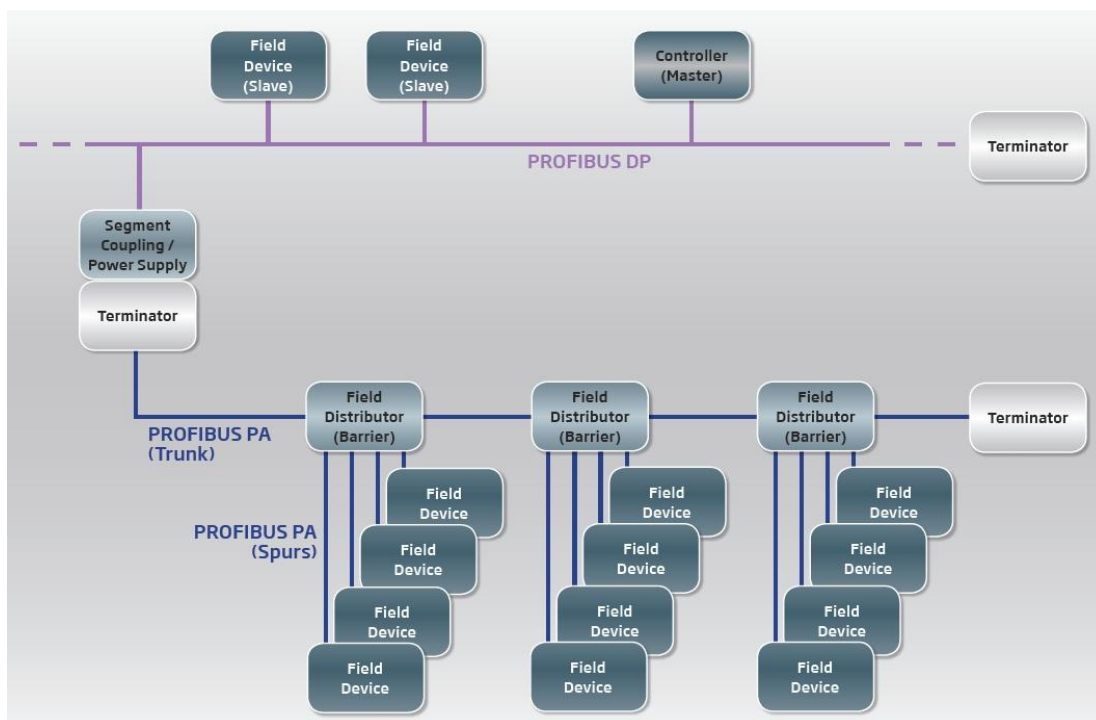 Field
Device
(Slave)
Field
Device
(Slave)
Controller
(Master)
Terminator
PROFIBUS DP
Segment
Coupling /
Power Supply
Terminator
Field
Distributor
(Barrier)
Field
Distributor
(Barrier)
Field
Distributor
(Barrier)
Terminator
PROFIBUS PA
(Trunk)
PROFIBUS PA
(Spurs)
Field
Device
Field
Device
Field
Device
Field
Device
Field
Device
Field
Device
Field
Device
Field
Device
Field
Device
Field
Device
Field
Device
Field
Device